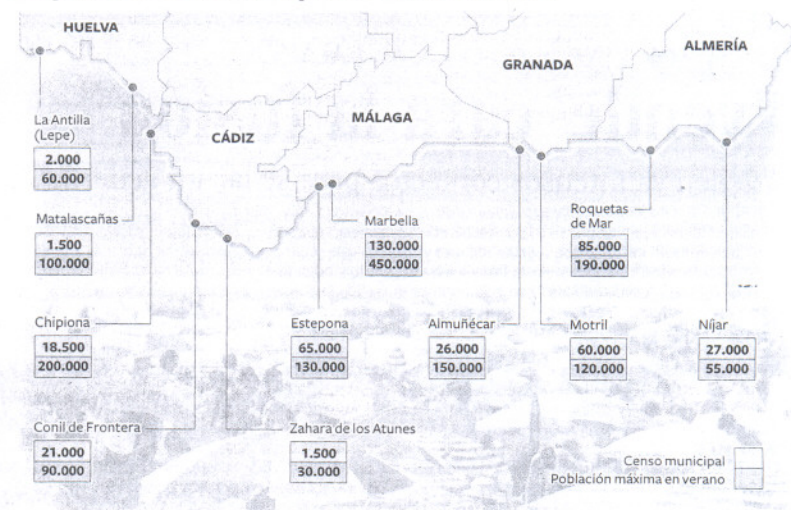 HUELVA
ALMERÍA
GRANADA
MÁLAGA
CÁDIZ
La Antilla
(Lepe)
2.000
60.000
Matalascañas
1.500
100.000
Marbella
130.000
450.000
Roquetas
de Mar
85.000
190.000
Chipiona
18.500
200.000
Estepona
65.000
130.000
Almuñécar
26.000
150.000
Motril
60.000
120.000
Níjar
27.000
55.000
Conil de Frontera
21.000
90.000
Zahara de los Atunes
1.500
30.000
Censo municipal
Población máxima en verano